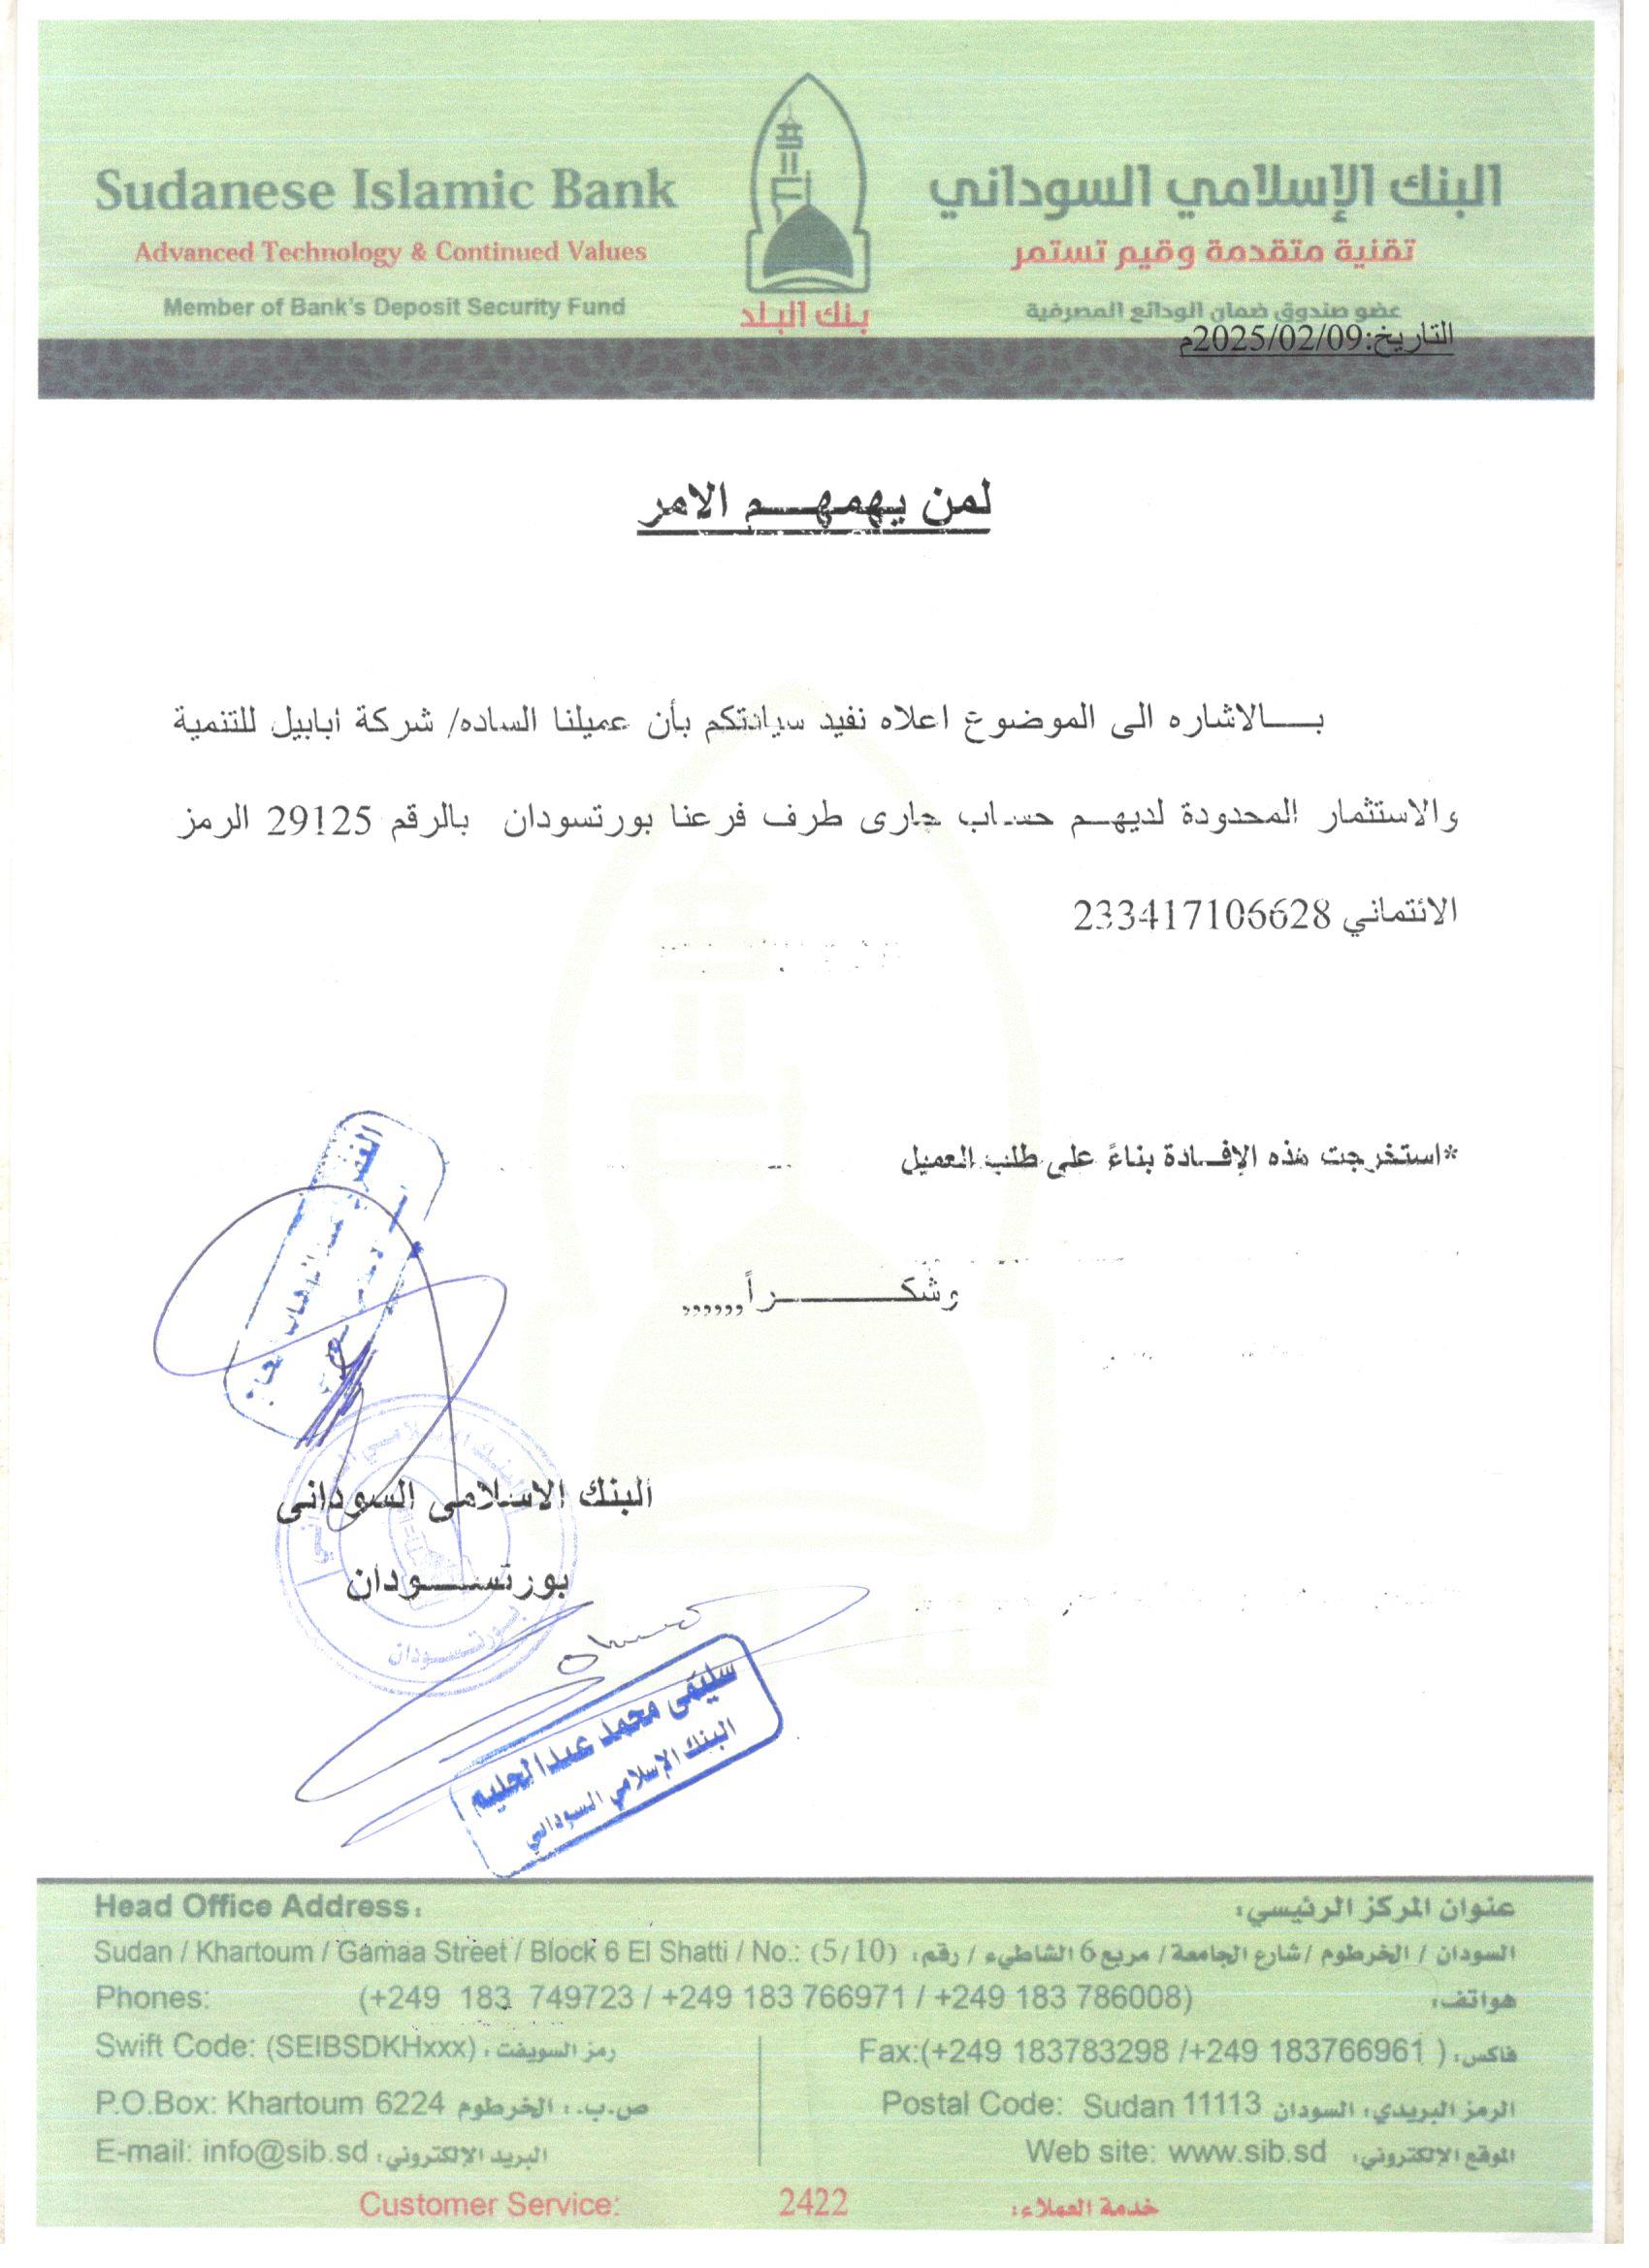 Sudanese Islamic Bank
البنك الإسلامي السوداني
Advanced Technology & Continued Values
تقنية متقدمة وقيم تستمر
Member of Bank's Deposit Security Fund
بنك البلد
عضو صندوق ضمان الودائع المصرفية
التاريخ:2025/02/09م
لمن يهمهـــم الامر
بـــالاشاره الى الموضوع اعلاه نفيد سيادتكم بأن عميلنا الساده/ شركة ابابيل للتنمية
والاستثمار المحدودة لديهـم حساب جارى طرف فرعنا بورتسودان بالرقم 29125 الرمز
الائتماني 233417106628
*استخرجت هذه الإفـادة بناءً على طلب العميل
وشكــــــــراً,,,,,,
البنك الاسلامى السودانى
بورتســـودان
بورتسودان
سليمى محمد عبدالحليم
البنك الإسلامي السوداني
Head Office Address:
عنوان المركز الرئيسي:
Sudan / Khartoum / Gamaa Street / Block 6 El Shatti / No.: (5/10) السودان / الخرطوم / شارع الجامعة / مربع 6 الشاطيء / رقم:
Phones: (+249 183 749723 / +249 183 766971 / +249 183 786008) هواتف:
Swift Code: (SEIBSDKHxxx) رمز السويفت:
Fax:(+249 183783298 /+249 183766961 ) فاكس:
P.O.Box: Khartoum 6224 ص.ب.: الخرطوم
Postal Code: Sudan 11113 الرمز البريدي: السودان
E-mail: info@sib.sd البريد الإلكتروني:
Web site: www.sib.sd الموقع الإلكتروني:
Customer Service: 2422 خدمة العملاء: